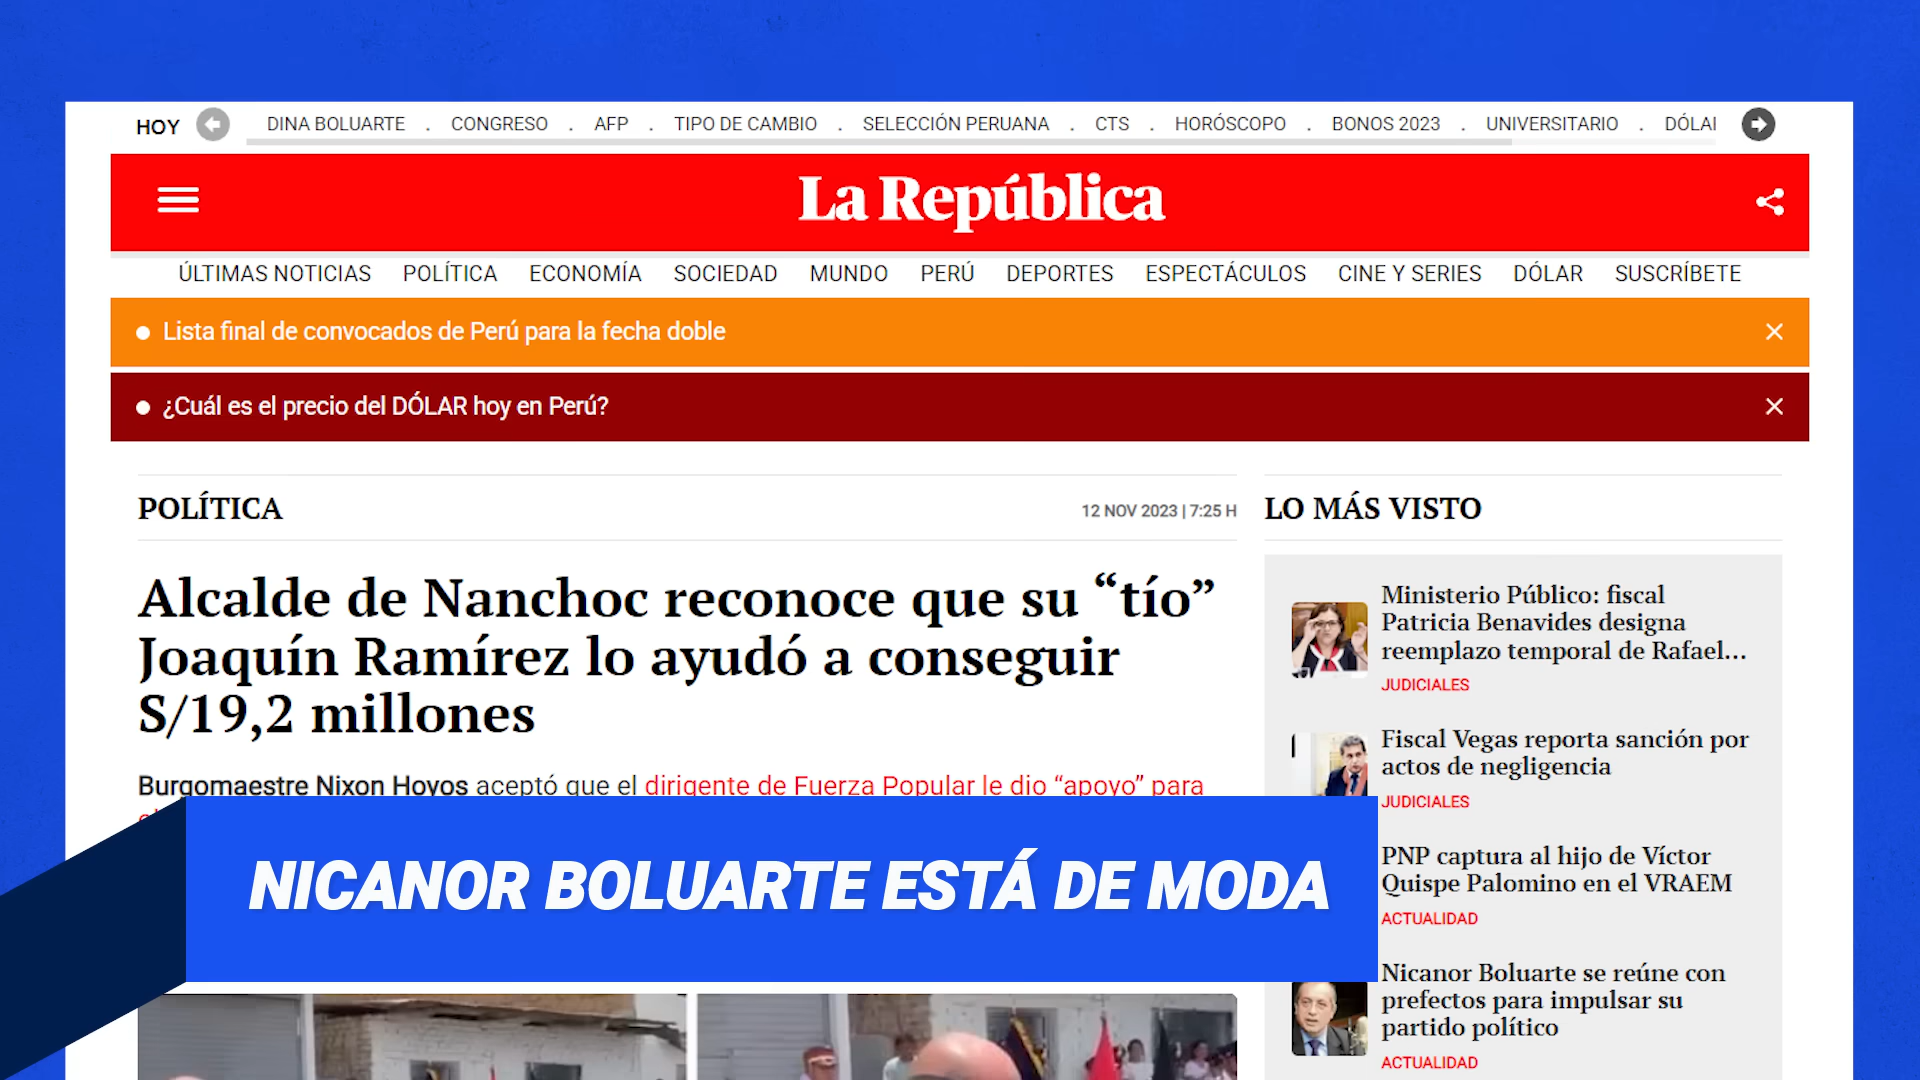 HOY
DINA BOLUARTE . CONGRESO . AFP . TIPO DE CAMBIO . SELECCIÓN PERUANA . CTS . HORÓSCOPO . BONOS 2023 . UNIVERSITARIO .
La República
ÚLTIMAS NOTICIAS POLÍTICA ECONOMÍA SOCIEDAD MUNDO PERÚ DEPORTES ESPECTÁCULOS CINE Y SERIES DÓLAR SUSCRÍBETE
Lista final de convocados de Perú para la fecha doble
¿Cuál es el precio del DÓLAR hoy en Perú?
POLÍTICA
12 NOV 2023 | 7:25 H
Alcalde de Nanchoc reconoce que su “tío”
Joaquín Ramírez lo ayudó a conseguir
S/19,2 millones
Burgomaestre Nixon Hoyos aceptó que el dirigente de Fuerza Popular le dio “apoyo” para
NICANOR BOLUARTE ESTÁ DE MODA
LO MÁS VISTO
Ministerio Público: fiscal
Patricia Benavides designa
reemplazo temporal de Rafael...
JUDICIALES
Fiscal Vegas reporta sanción por
actos de negligencia
JUDICIALES
PNP captura al hijo de Víctor
Quispe Palomino en el VRAEM
ACTUALIDAD
Nicanor Boluarte se reúne con
prefectos para impulsar su
partido político
ACTUALIDAD